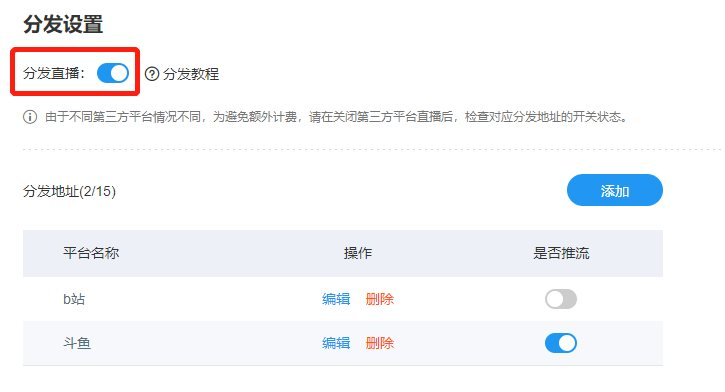 分发设置
分发直播： 分发教程
由于不同第三方平台情况不同，为避免额外计费，请在关闭第三方平台直播后，检查对应分发地址的开关状态。
分发地址(2/15) 添加
平台名称 操作 是否推流
b站 编辑 删除
斗鱼 编辑 删除